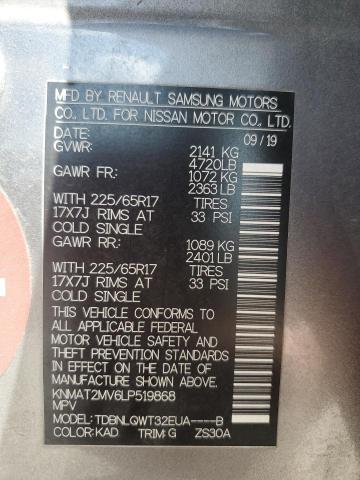 MFD BY RENAULT SAMSUNG MOTORS
CO., LTD. FOR NISSAN MOTOR CO., LTD.
DATE: 09/19
GVWR: 2141 KG
4720 LB
GAWR FR: 1072 KG
2363 LB
WITH 225/65R17 TIRES
17X7J RIMS AT 33 PSI
COLD SINGLE
GAWR RR: 1089 KG
2401 LB
WITH 225/65R17 TIRES
17X7J RIMS AT 33 PSI
COLD SINGLE
THIS VEHICLE CONFORMS TO
ALL APPLICABLE FEDERAL
MOTOR VEHICLE SAFETY AND
THEFT PREVENTION STANDARDS
IN EFFECT ON THE DATE OF
MANUFACTURE SHOWN ABOVE.
KNMAT2MV6LP519868
MPV
MODEL: TDBNLQWT32EUA----B
COLOR:KAD TRIM:G ZS30A